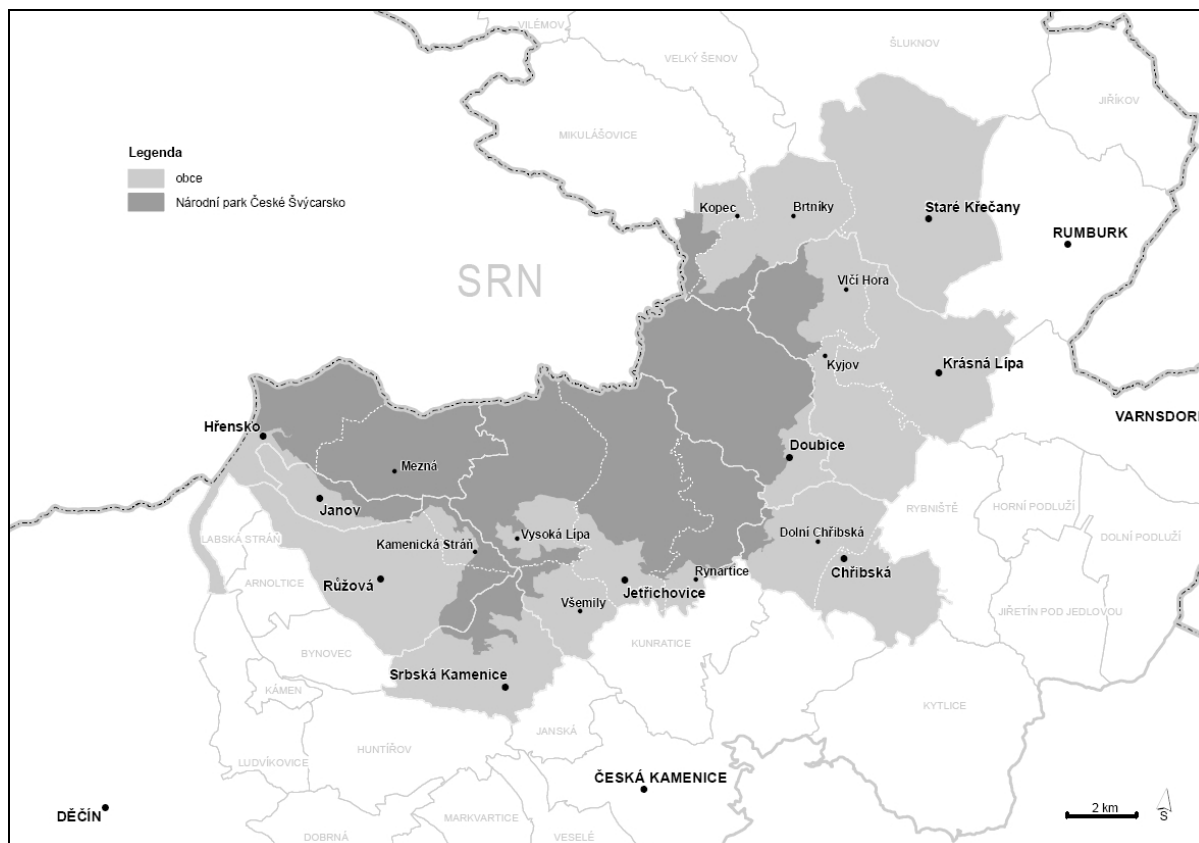 VILÉMOV
VELKÝ ŠENOV
ŠLUKNOV
JIŘÍKOV
MIKULÁŠOVICE
Legenda
obce
Národní park České Švýcarsko
Kopec
Brtníky
Staré Křečany
RUMBURK
SRN
Vlčí Hora
Kyjov
Krásná Lípa
VARNSDORF
Hřensko
Mezná
Doubice
Janov
RYBNIŠTĚ
HORNÍ PODLUŽÍ
DOLNÍ PODLUŽÍ
LABSKÁ STRÁŇ
Kamenická Stráň
Vysoká Lípa
Dolní Chřibská
Chřibská
ARNOLTICE
Růžová
Jetřichovice
Rynartice
Všemily
JIŘETÍN POD JEDLOVOU
BYNOVEC
KUNRATICE
Srbská Kamenice
KÁMEN
KYTLICE
JANSKÁ
HUNTÍŘOV
LUDVÍKOVICE
ČESKÁ KAMENICE
DĚČÍN
MARKVARTICE
DOBRNÁ
VESELÉ
2 km
S